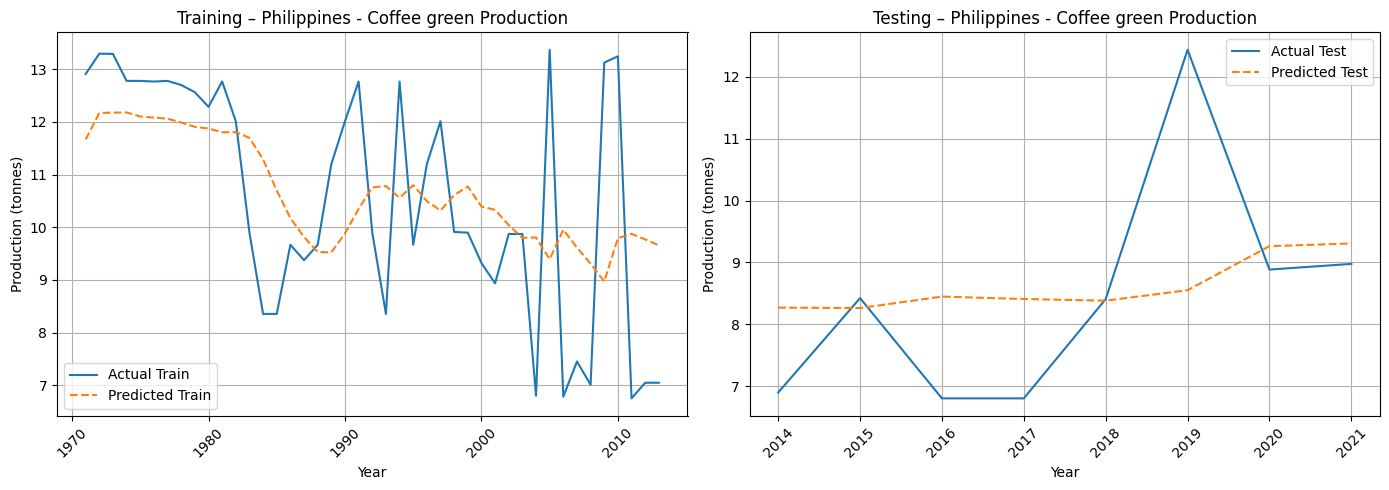 Training – Philippines - Coffee green Production
Production (tonnes)
13
12
11
10
9
8
7
Actual Train
Predicted Train
1970
1980
1990
2000
2010
Year
Testing – Philippines - Coffee green Production
Production (tonnes)
12
11
10
9
8
7
Actual Test
Predicted Test
2014
2015
2016
2017
2018
2019
2020
2021
Year